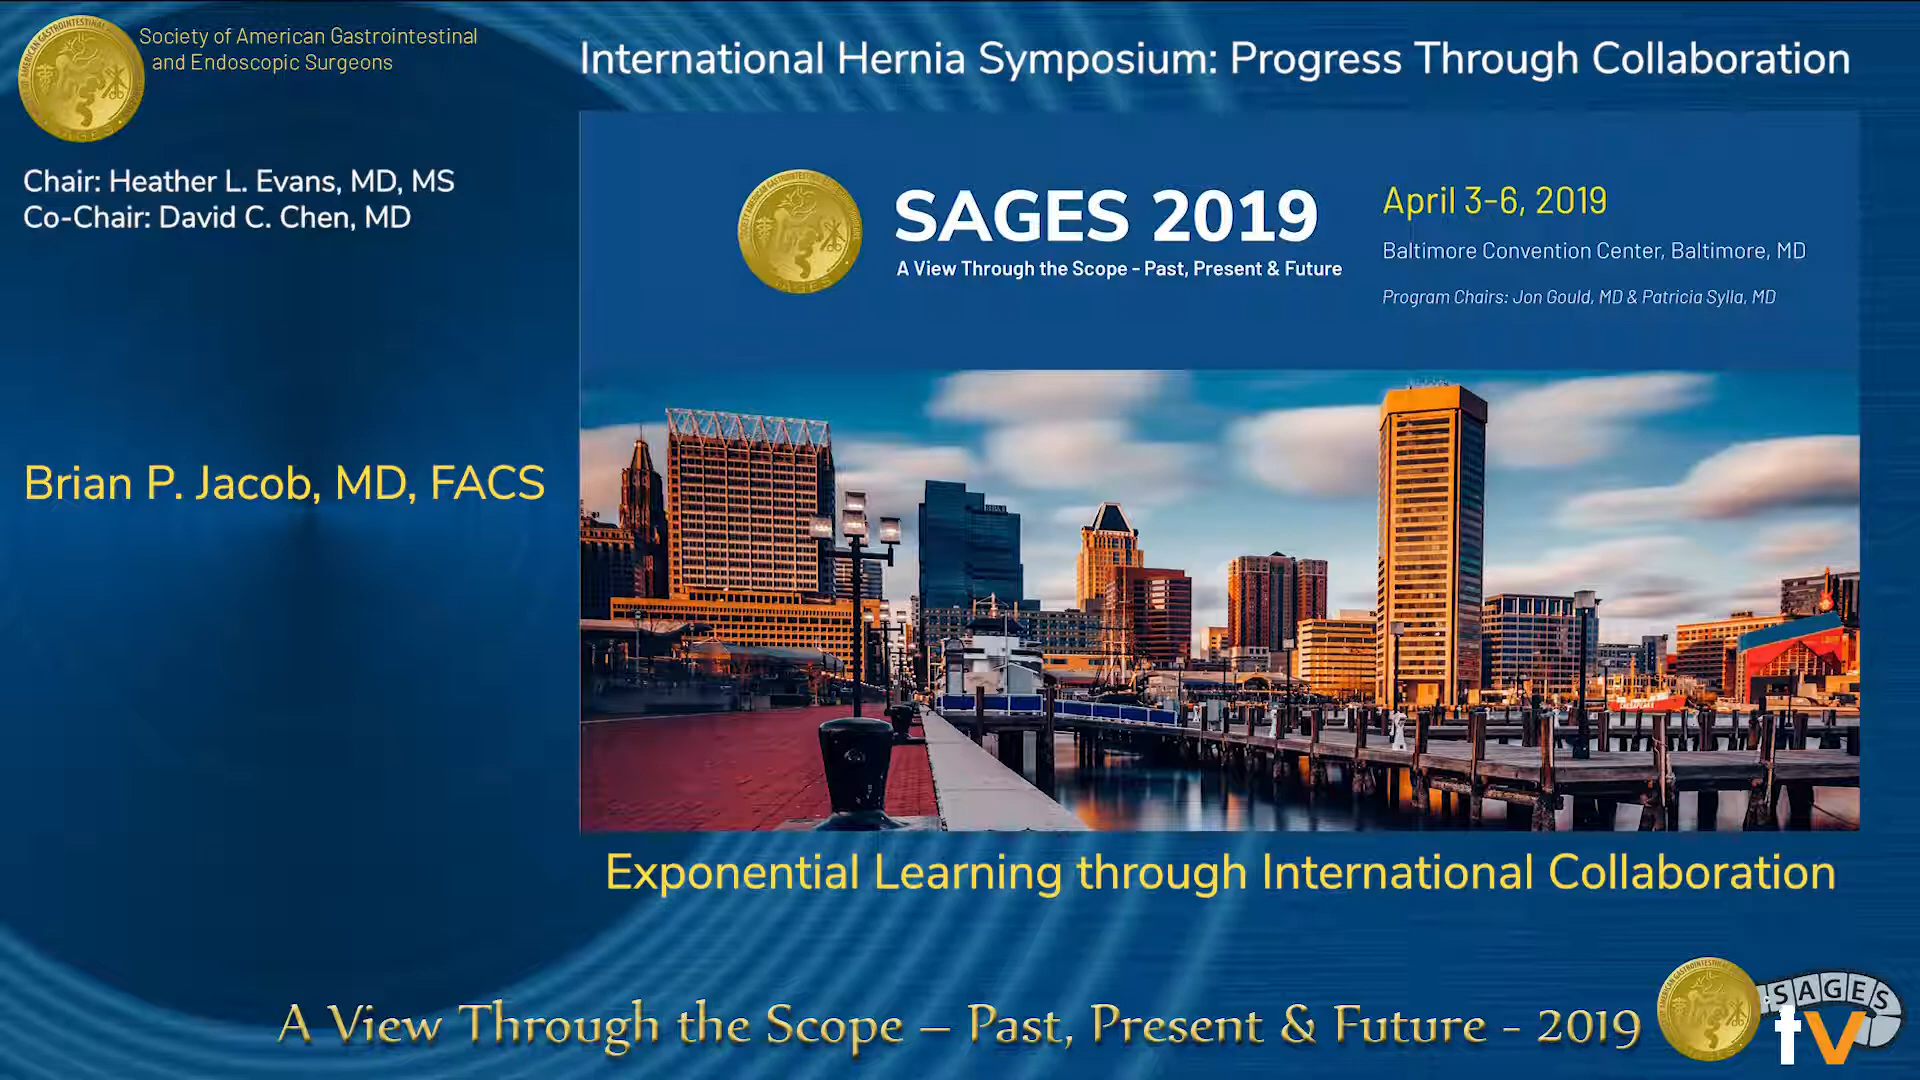 Society of American Gastrointestinal
and Endoscopic Surgeons
International Hernia Symposium: Progress Through Collaboration
Chair: Heather L. Evans, MD, MS
Co-Chair: David C. Chen, MD
SAGES 2019
A View Through the Scope - Past, Present & Future
April 3-6, 2019
Baltimore Convention Center, Baltimore, MD
Program Chairs: Jon Gould, MD & Patricia Sylla, MD
Brian P. Jacob, MD, FACS
Exponential Learning through International Collaboration
A View Through the Scope – Past, Present & Future - 2019
SAGES
tv